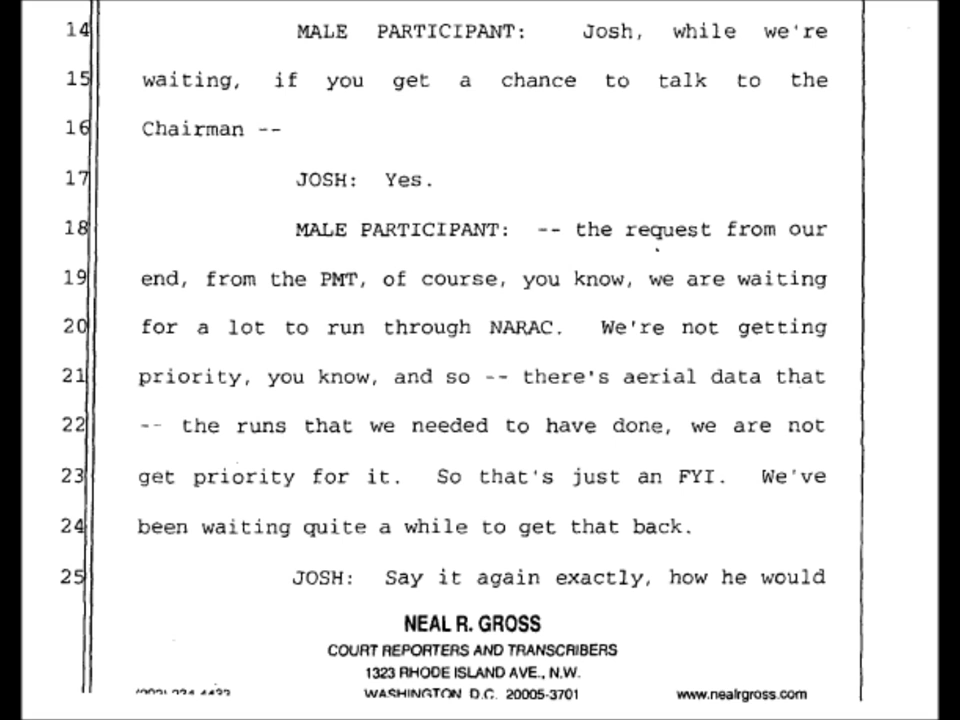 14 MALE PARTICIPANT: Josh, while we're
15 waiting, if you get a chance to talk to the
16 Chairman --
17 JOSH: Yes.
18 MALE PARTICIPANT: -- the request from our
19 end, from the PMT, of course, you know, we are waiting
20 for a lot to run through NARAC. We're not getting
21 priority, you know, and so -- there's aerial data that
22 -- the runs that we needed to have done, we are not
23 get priority for it. So that's just an FYI. We've
24 been waiting quite a while to get that back.
25 JOSH: Say it again exactly, how he would
NEAL R. GROSS
COURT REPORTERS AND TRANSCRIBERS
1323 RHODE ISLAND AVE., N.W.
(202) 234-4433 WASHINGTON, D.C. 20005-3701 www.nealrgross.com